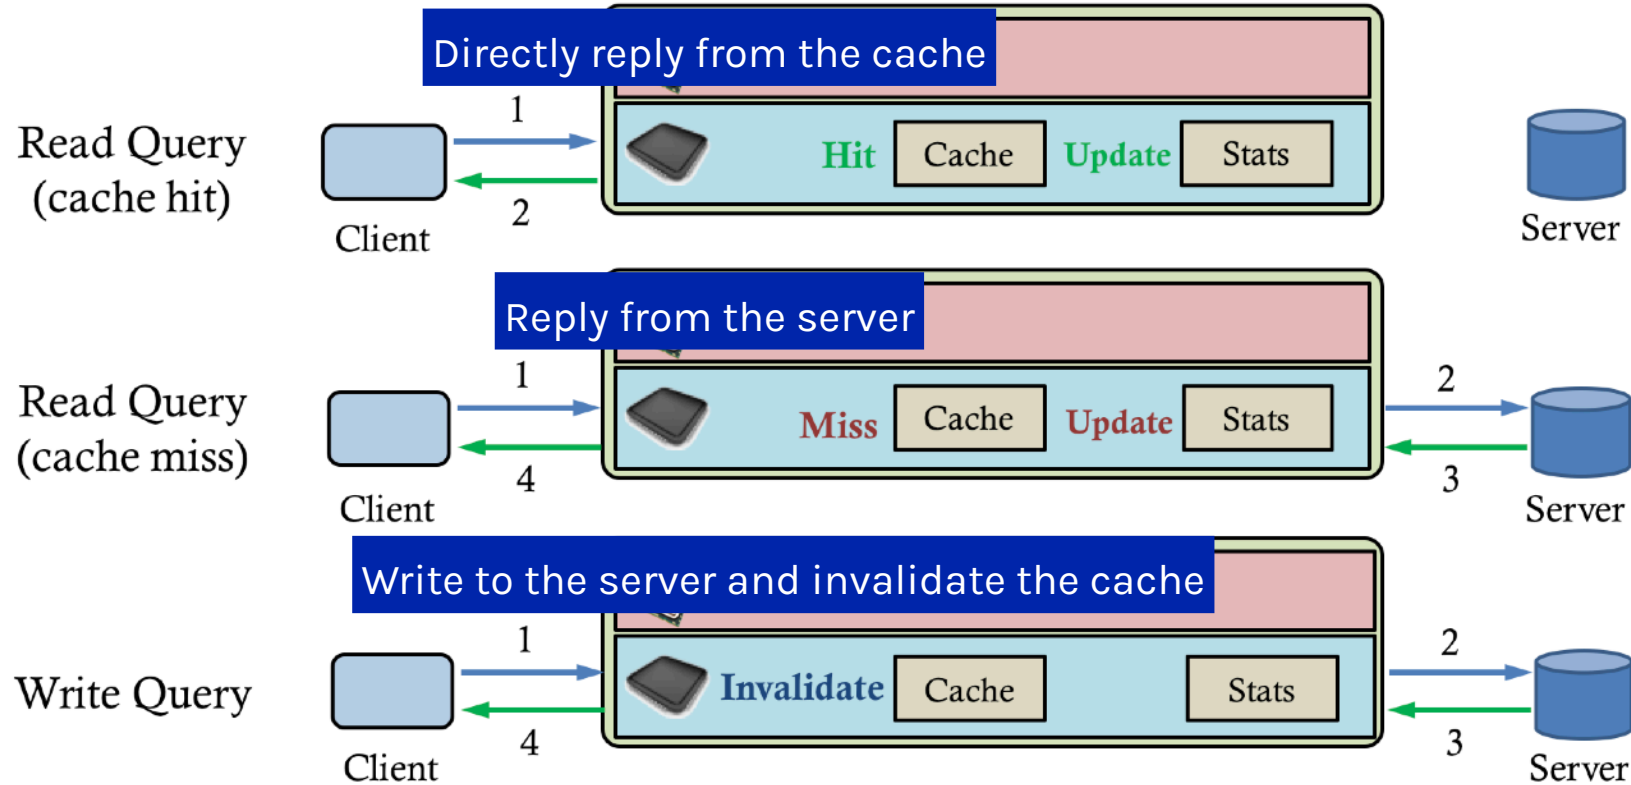 Directly reply from the cache
Read Query
(cache hit)
1
2
Client
Hit
Cache
Update
Stats
Server
Reply from the server
Read Query
(cache miss)
1
4
Client
Miss
Cache
Update
Stats
2
3
Server
Write to the server and invalidate the cache
Write Query
1
4
Client
Invalidate
Cache
Stats
2
3
Server